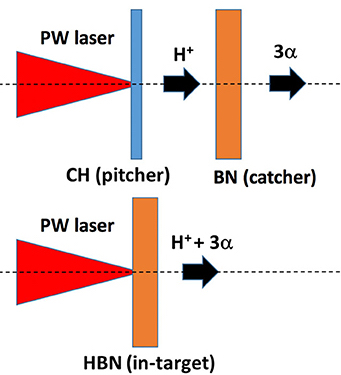 PW laser
H⁺
3α
CH (pitcher)
BN (catcher)
PW laser
H⁺ + 3α
HBN (in-target)